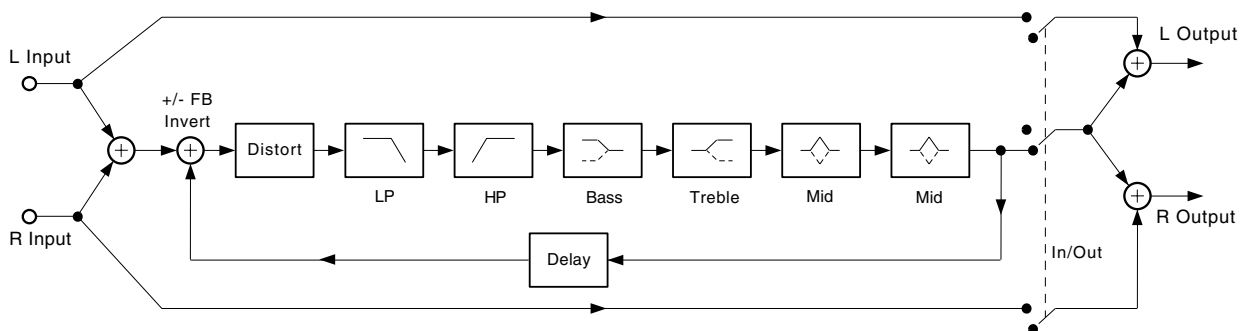 L Input
L Output
+/- FB
Invert
Distort
LP
HP
Bass
Treble
Mid
Mid
R Output
R Input
In/Out
Delay